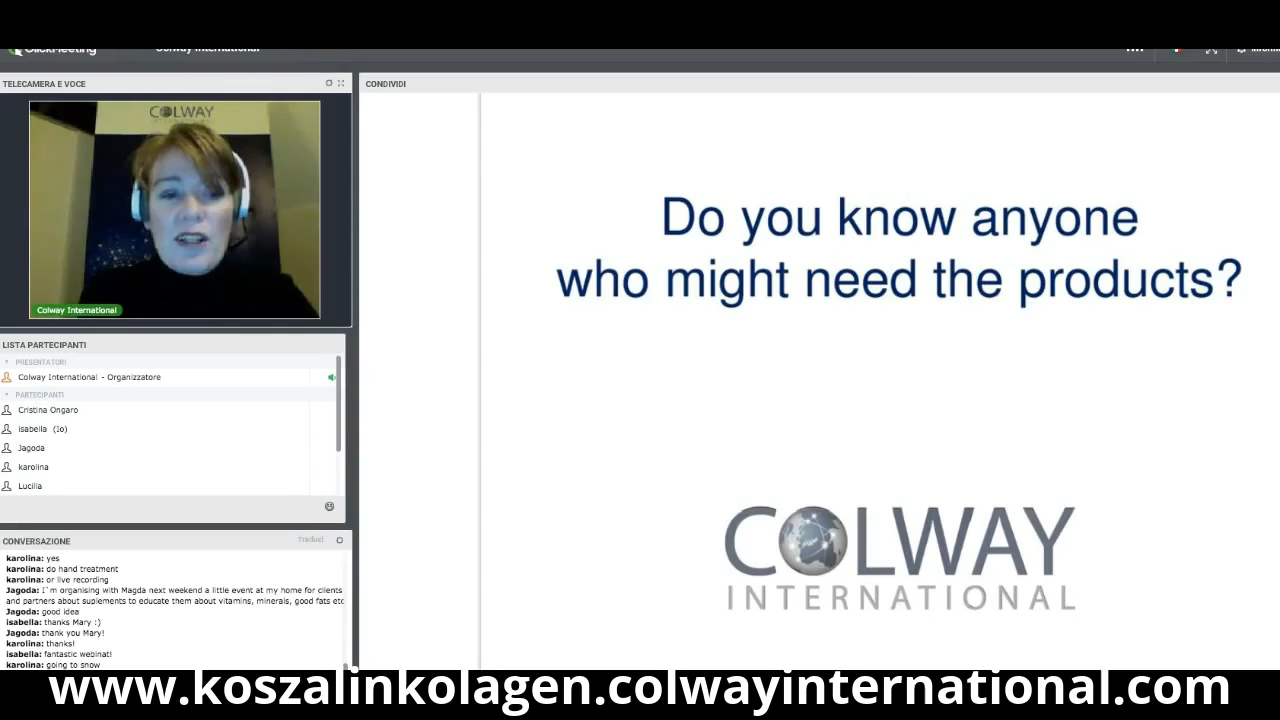 ClickMeeting
Colway International
Informa
TELECAMERA E VOCE
CONDIVIDI
COLWAY
INTERNATIONAL
Colway International
Do you know anyone
who might need the products?
COLWAY
INTERNATIONAL
LISTA PARTECIPANTI
PRESENTATORI
Colway International - Organizzatore
PARTECIPANTI
Cristina Ongaro
isabella (Io)
Jagoda
karolina
Lucilla
CONVERSAZIONE
Traduci
karolina: yes
karolina: do hand treatment
karolina: or live recording
Jagoda: I`m organising with Magda next weekend a little event at my home for clients
and partners about suplements to educate them about vitamins, minerals, good fats etc
Jagoda: good idea
isabella: thanks Mary :)
Jagoda: thank you Mary!
karolina: thanks!
isabella: fantastic webinat!
karolina: going to snow
www.koszalinkolagen.colwayinternational.com